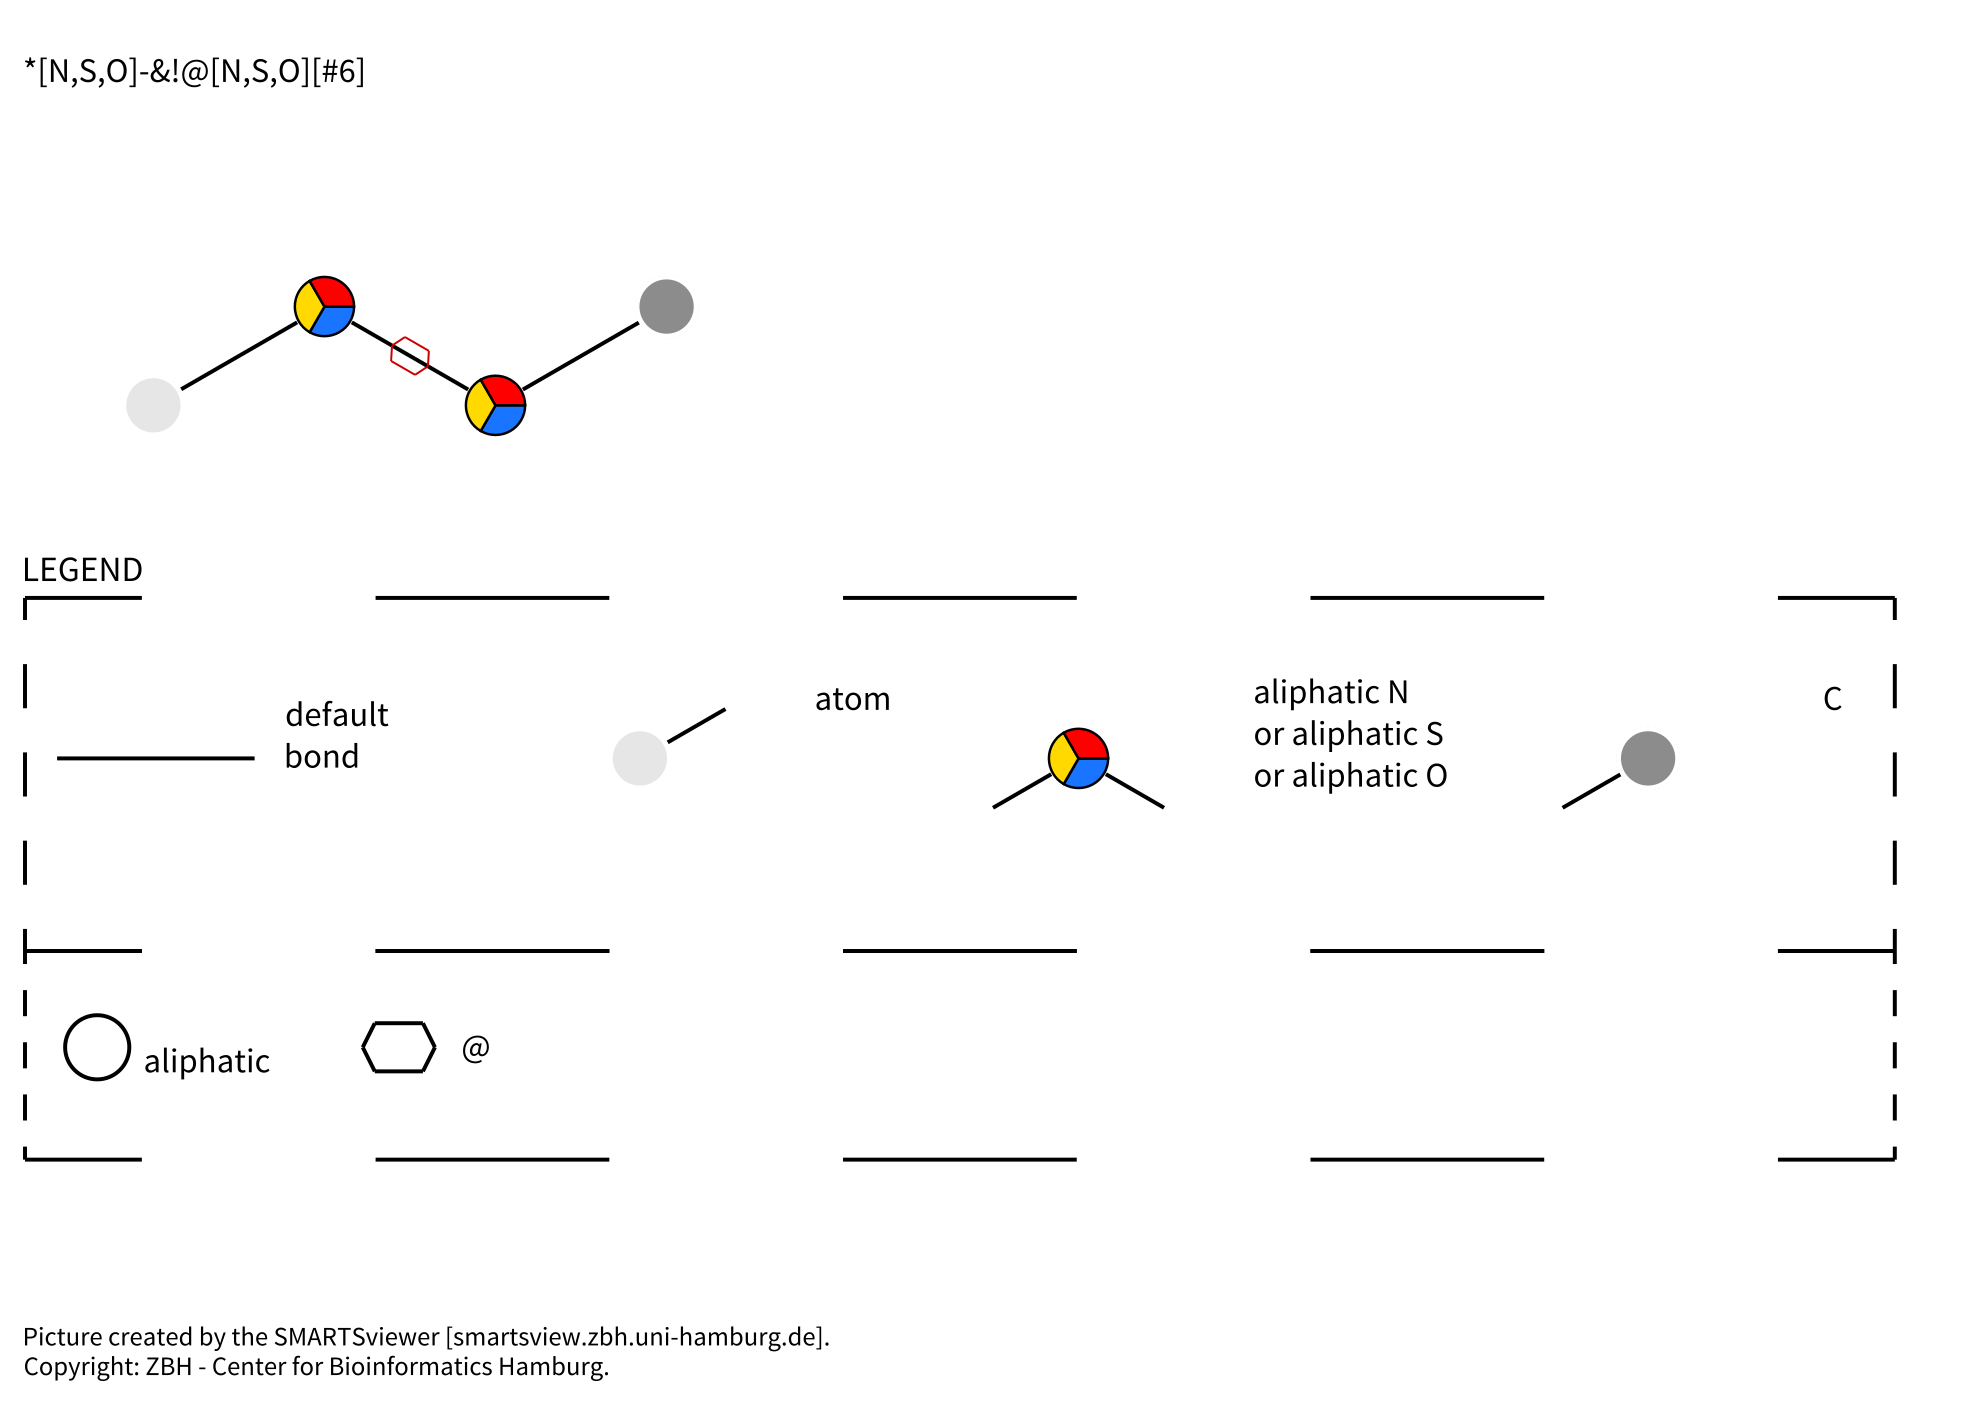 *[N,S,O]-&!@[N,S,O][#6]
LEGEND
default
bond
atom
aliphatic N
or aliphatic S
or aliphatic O
C
aliphatic
@
Picture created by the SMARTSviewer [smartsview.zbh.uni-hamburg.de].
Copyright: ZBH - Center for Bioinformatics Hamburg.